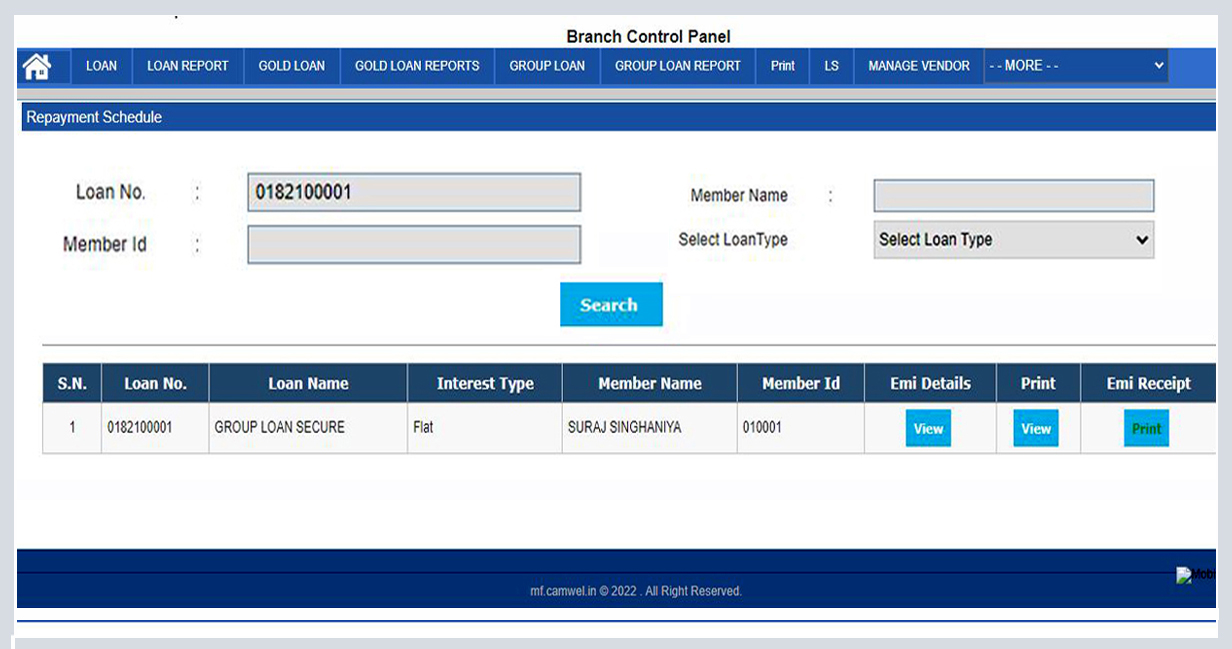 Branch Control Panel
LOAN LOAN REPORT GOLD LOAN GOLD LOAN REPORTS GROUP LOAN GROUP LOAN REPORT Print LS MANAGE VENDOR - - MORE - -
Repayment Schedule
Loan No. : 0182100001 Member Name :
Member Id : Select LoanType Select Loan Type
Search
S.N. Loan No. Loan Name Interest Type Member Name Member Id Emi Details Print Emi Receipt
1 0182100001 GROUP LOAN SECURE Flat SURAJ SINGHANIYA 010001 View View Print
mf.camwel.in © 2022 . All Right Reserved.